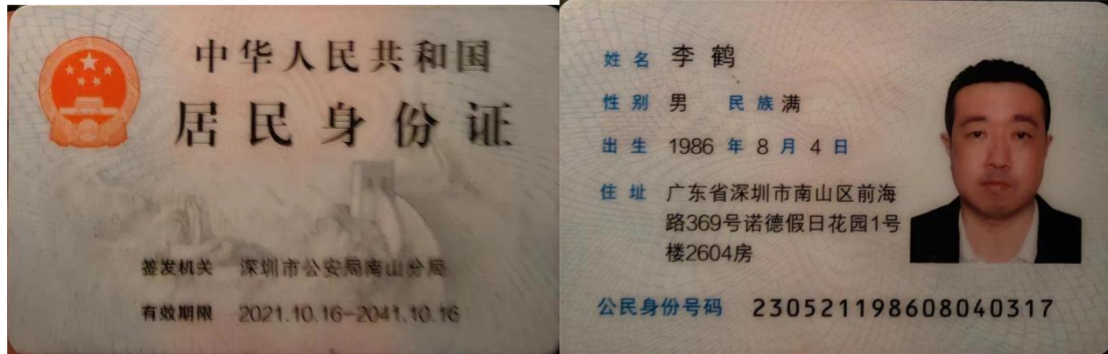 中华人民共和国
居民身份证
签发机关 深圳市公安局南山分局
有效期限 2021.10.16-2041.10.16
姓名 李鹤
性别 男 民族 满
出生 1986 年 8 月 4 日
住址 广东省深圳市南山区前海
路369号诺德假日花园1号
楼2604房
公民身份号码 230521198608040317